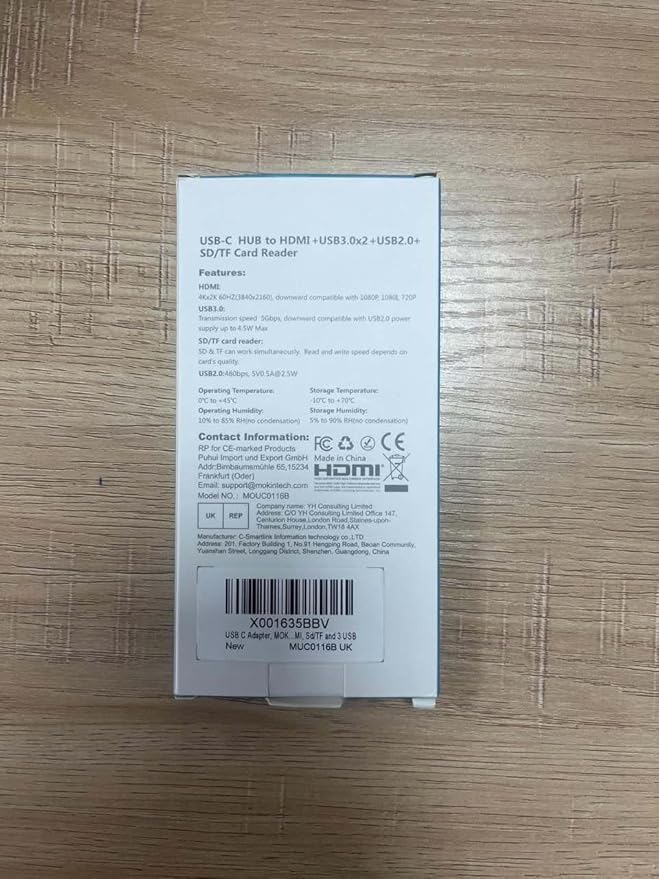 USB-C HUB to HDMI+USB3.0x2+USB2.0+
SD/TF Card Reader
Features:
HDMI:
4Kx2K 60HZ(3840x2160), downward compatible with 1080P, 1080I, 720P
USB3.0:
Transmission speed 5Gbps, downward compatible with USB2.0 power
supply up to 4.5W Max
SD/TF card reader:
SD & TF can work simultaneously. Read and write speed depends on
card's quality.
USB2.0:480bps, 5V0.5A@2.5W
Operating Temperature:
0℃ to +45℃
Storage Temperature:
-10℃ to +70℃
Operating Humidity:
10% to 85% RH(no condensation)
Storage Humidity:
5% to 90% RH(no condensation)
Contact Information:
RP for CE-marked Products
Puhui Import und Export GmbH
Addr:Birnbaumsmühle 65,15234
Frankfurt (Oder)
Email: support@mokintech.com
Model NO.: MOUC0116B
FC CE
Made in China
HDMI
UK REP
Company name: YH Consulting Limited
Address: C/O YH Consulting Limited Office 147,
Centurion House,London Road,Staines-upon-
Thames,Surrey,London,TW18 4AX
Manufacturer: C-Smartlink Information technology co.,LTD
Address: 201, Factory Building 1, No.91 Hengping Road, Baoan Community,
Yuanshan Street, Longgang District, Shenzhen, Guangdong, China
X001635BBV
USB C Adapter, MOK...MI, Sd/TF and 3 USB
New MUC0116B UK